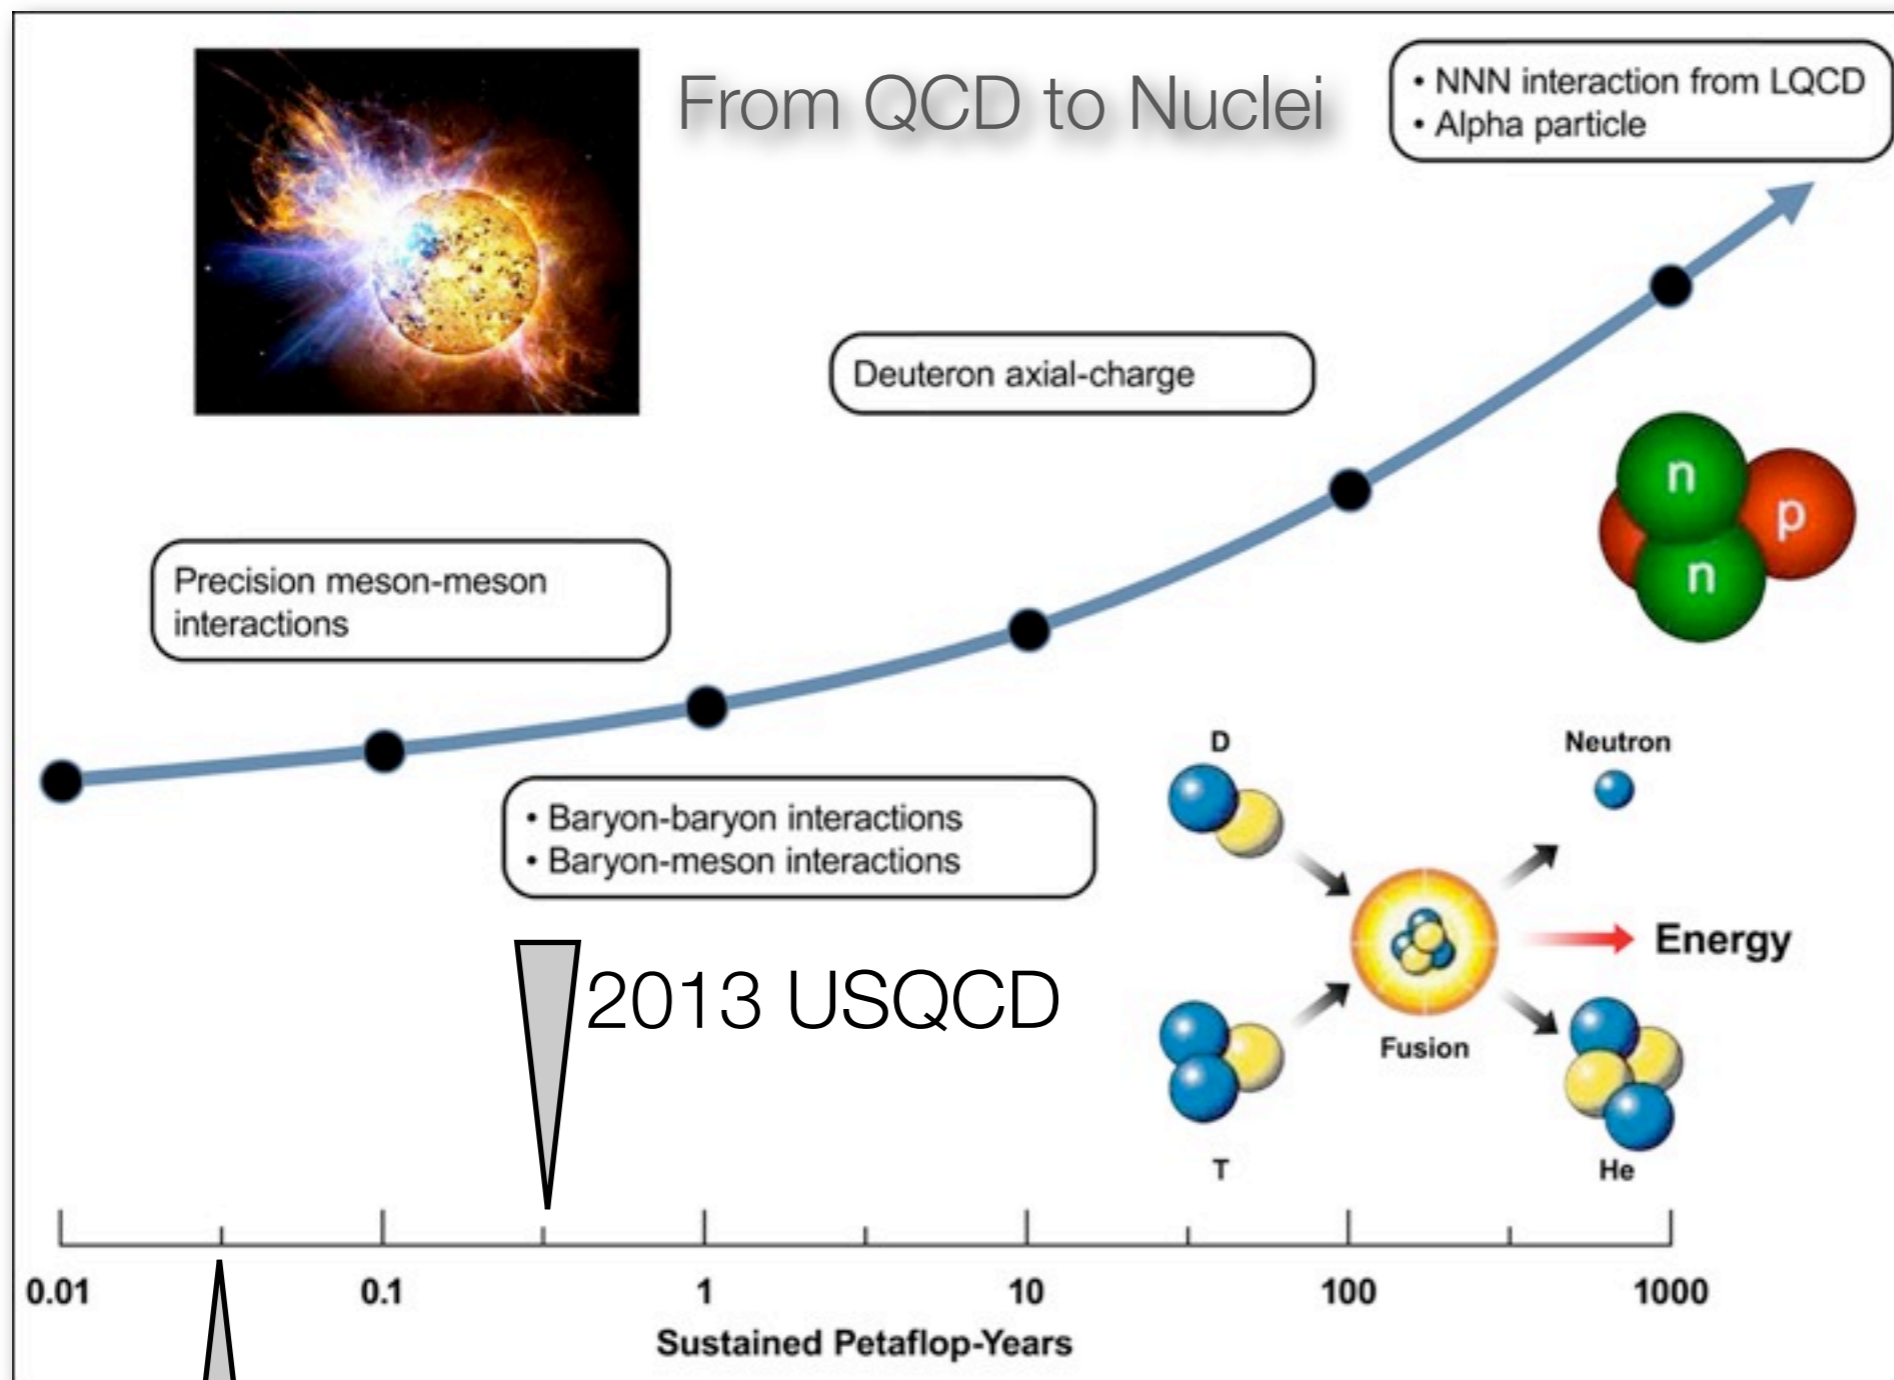 From QCD to Nuclei
• NNN interaction from LQCD
• Alpha particle
Deuteron axial-charge
n
p
n
Precision meson-meson
interactions
• Baryon-baryon interactions
• Baryon-meson interactions
D
Neutron
Energy
Fusion
T
He
2013 USQCD
0.01 0.1 1 10 100 1000
Sustained Petaflop-Years